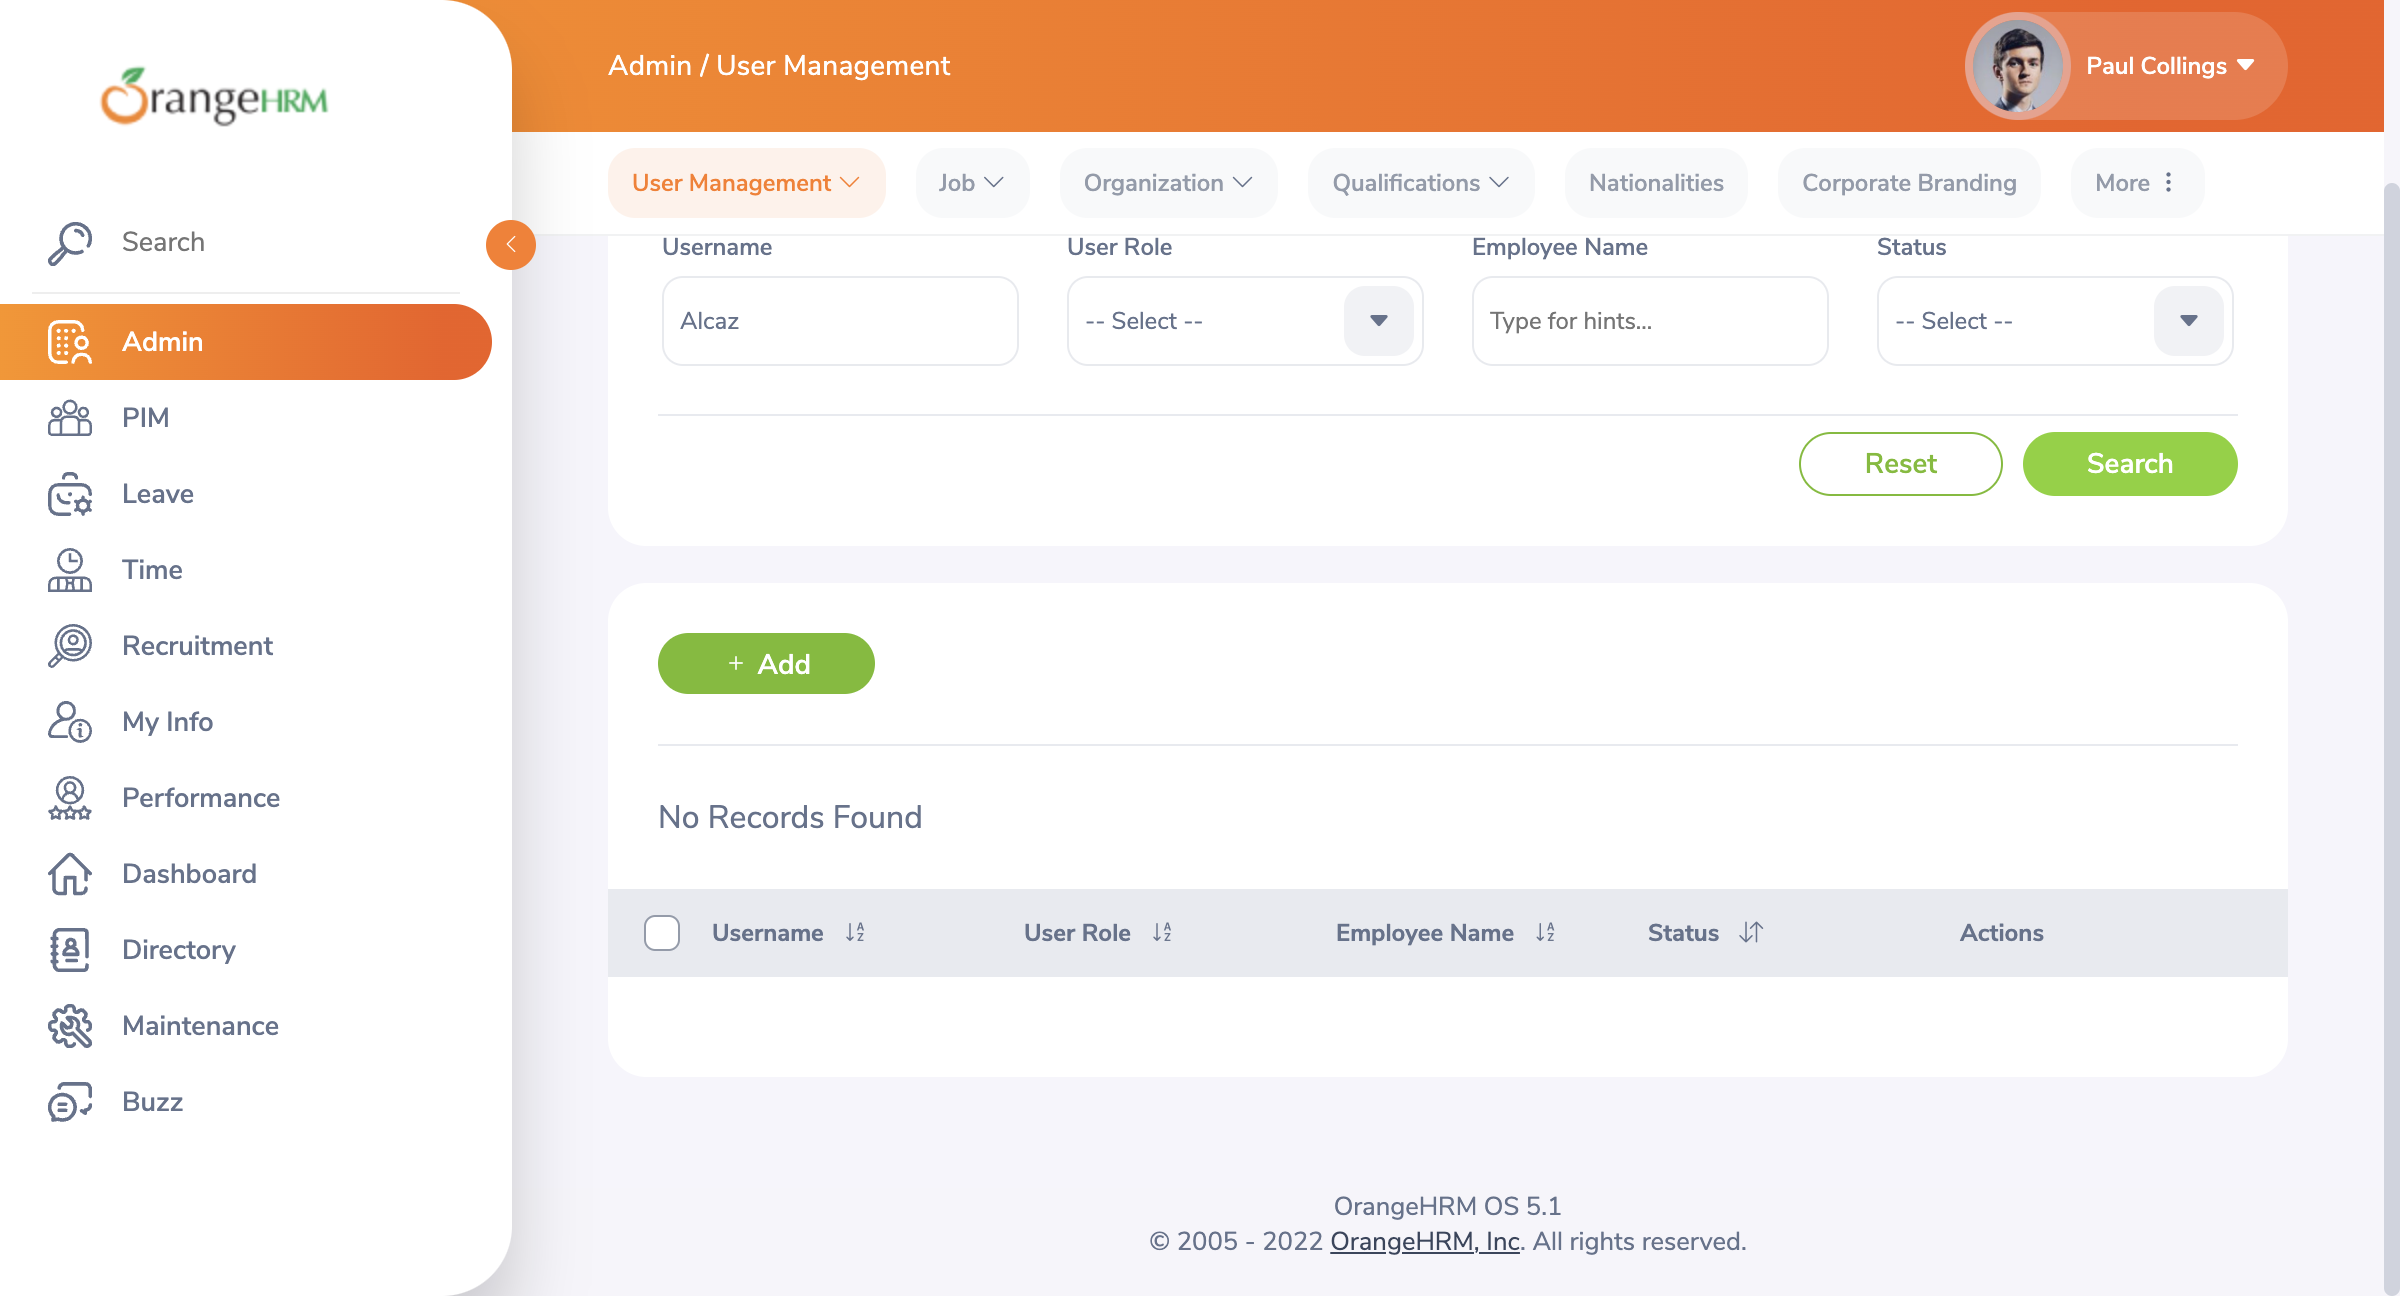 OrangeHRM
Admin / User Management
Paul Collings
User Management
Job
Organization
Qualifications
Nationalities
Corporate Branding
More
Search
Admin
PIM
Leave
Time
Recruitment
My Info
Performance
Dashboard
Directory
Maintenance
Buzz
Username
User Role
Employee Name
Status
Alcaz
-- Select --
Type for hints...
-- Select --
Reset
Search
+ Add
No Records Found
Username
User Role
Employee Name
Status
Actions
OrangeHRM OS 5.1
© 2005 - 2022 OrangeHRM, Inc. All rights reserved.